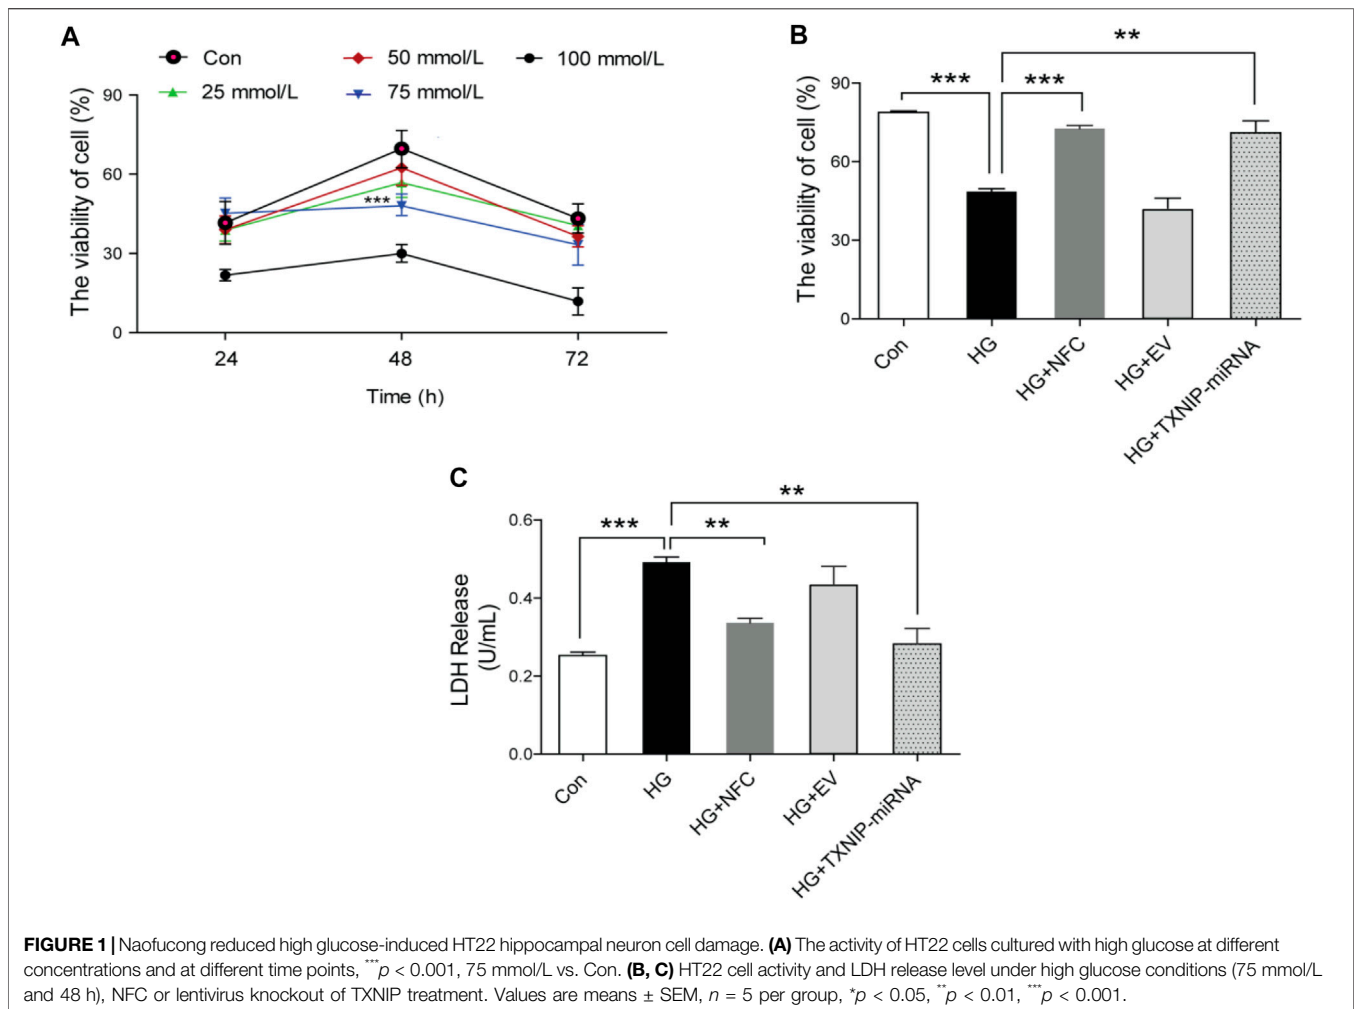 A
Con
50 mmol/L
100 mmol/L
25 mmol/L
75 mmol/L
The viability of cell (%)
90
60
30
0
***
24
48
72
Time (h)
B
**
***
***
The viability of cell (%)
90
60
30
0
Con
HG
HG+NFC
HG+EV
HG+TXNIP-miRNA
C
**
***
**
LDH Release
(U/mL)
0.6
0.4
0.2
0.0
Con
HG
HG+NFC
HG+EV
HG+TXNIP-miRNA
FIGURE 1 | Naofucong reduced high glucose-induced HT22 hippocampal neuron cell damage. (A) The activity of HT22 cells cultured with high glucose at different
concentrations and at different time points, ***p < 0.001, 75 mmol/L vs. Con. (B, C) HT22 cell activity and LDH release level under high glucose conditions (75 mmol/L
and 48 h), NFC or lentivirus knockout of TXNIP treatment. Values are means ± SEM, n = 5 per group, *p < 0.05, **p < 0.01, ***p < 0.001.